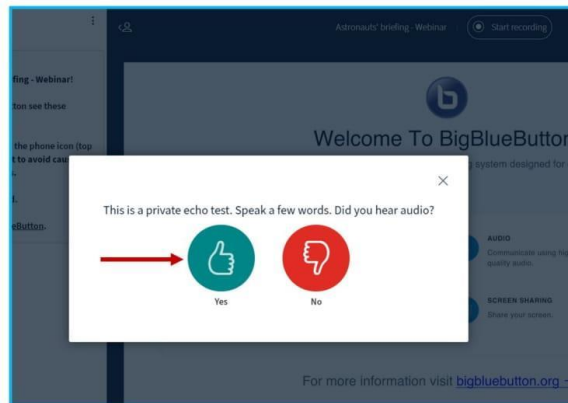 Astronauts' briefing - Webinar
Start recording
fing - Webinar!
ton see these
the phone icon (top
t to avoid cau
s.
l.
eButton.
Welcome To BigBlueButton
system designed for
This is a private echo test. Speak a few words. Did you hear audio?
Yes
No
AUDIO
Communicate using hig
quality audio.
SCREEN SHARING
Share your screen.
For more information visit bigbluebutton.org